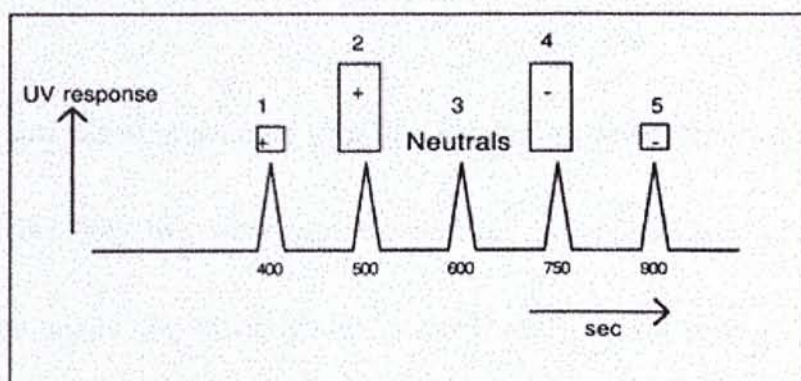 2 4
UV response 1 + 3 - 5
+ Neutrals -
400 500 600 750 900
sec